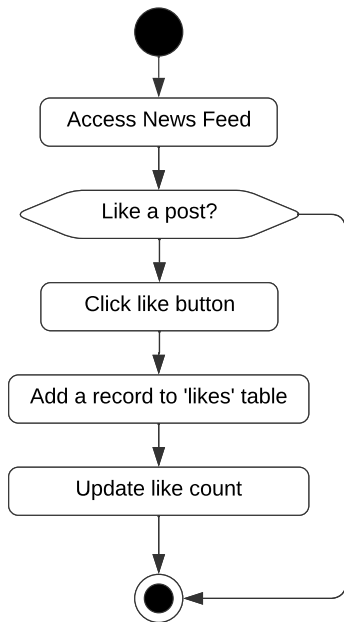 Access News Feed
Like a post?
Click like button
Add a record to 'likes' table
Update like count